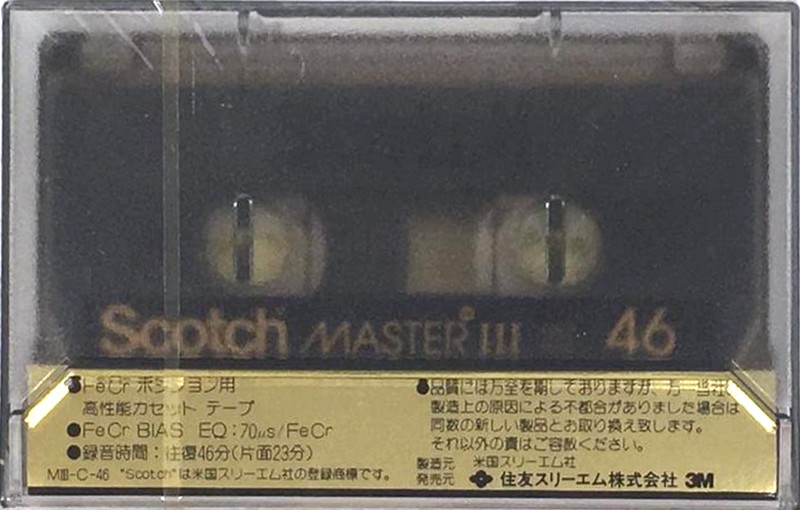 Scotch MASTER III 46
●FeCr ポジション用
高性能カセット テープ
●FeCr BIAS EQ:70μs/FeCr
●録音時間:往復46分(片面23分)
MⅢ-C-46 "Scotch"は米国スリーエム社の登録商標です。
●品質には万全を期しておりますが、万一当社
製造上の原因による不都合がありました場合は
同数の新しい製品とお取り換え致します。
それ以外の責はご容赦ください。
製造元 米国スリーエム社
発売元 住友スリーエム株式会社 3M